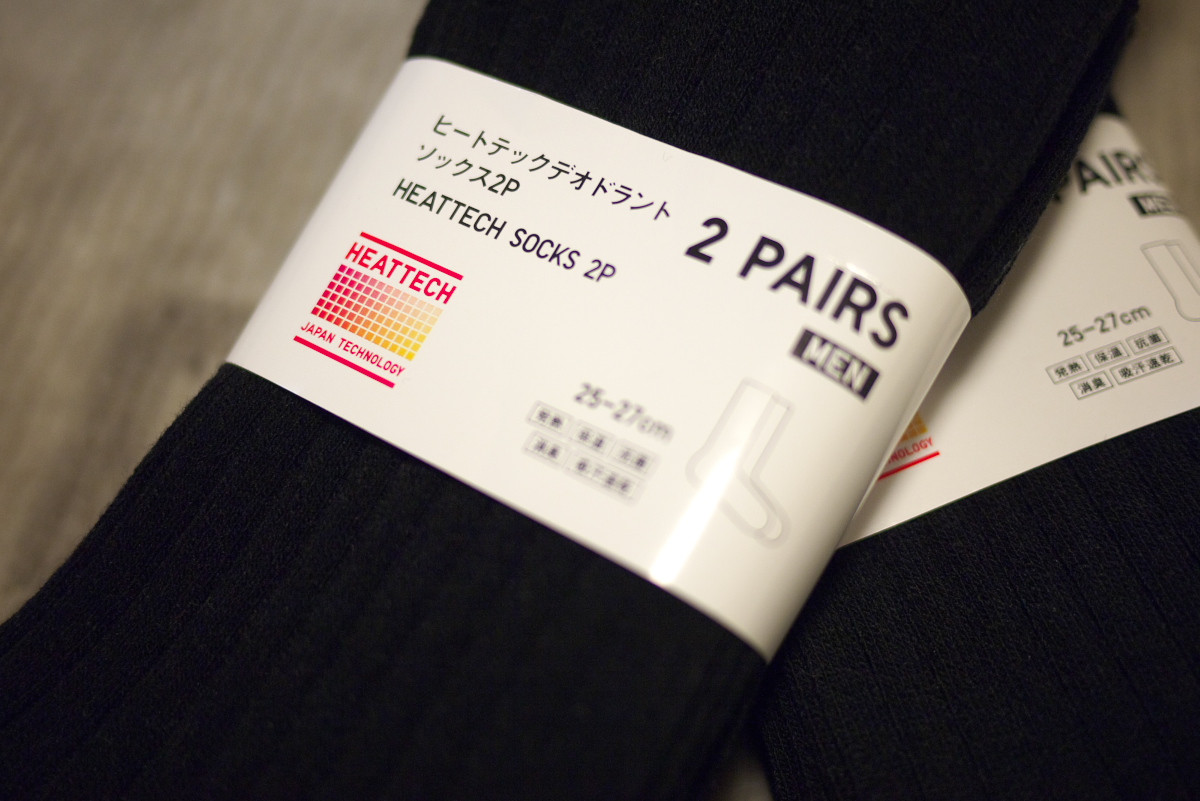 ヒートテックデオドラント
ソックス2P
HEATTECH SOCKS 2P
HEATTECH
JAPAN TECHNOLOGY
2 PAIRS
MEN
25-27cm
発熱 保温 抗菌
消臭 吸汗速乾
PAIRS
MEN
25-27cm
発熱 保温 抗菌
消臭 吸汗速乾
NOLOGY